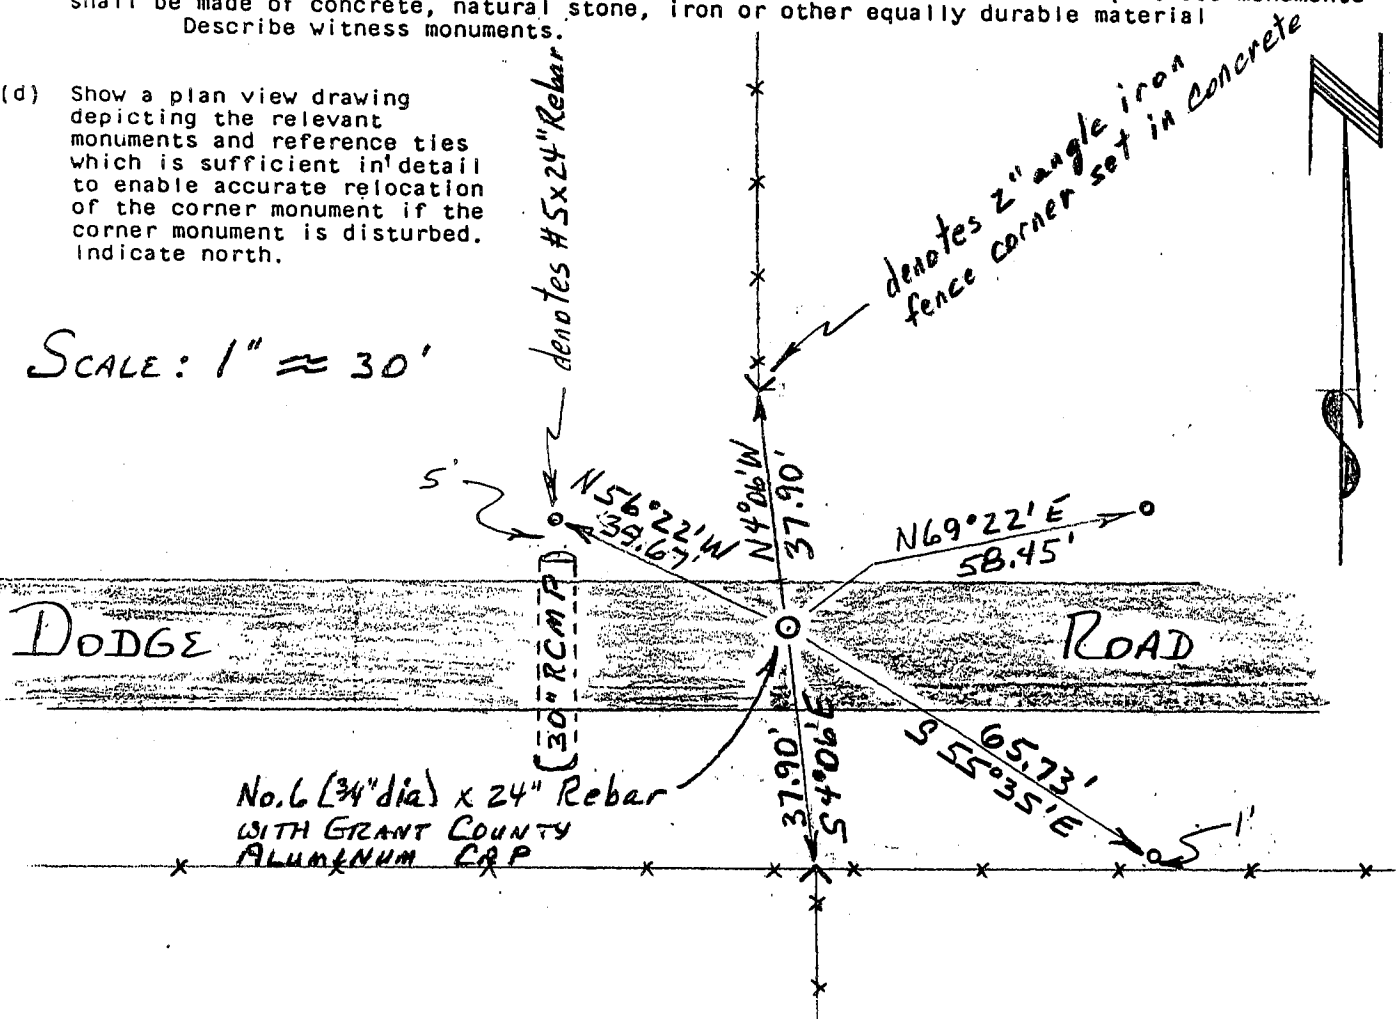 shall be made of concrete, natural stone, iron or other equally durable material
Describe witness monuments.
(d) Show a plan view drawing
depicting the relevant
monuments and reference ties
which is sufficient in detail
to enable accurate relocation
of the corner monument if the
corner monument is disturbed.
Indicate north.
denotes #5x24" Rebar
denotes 2" angle iron
fence corner set in concrete
SCALE: 1" ≈ 30'
5'
N56°22'W
39.67'
N4°06'W
37.90'
N69°22'E
58.45'
DODGE
30" RCMP
ROAD
37.90'
S4°06'E
65.73'
S55°35'E
1'
No.6 (3/4" dia) x 24" Rebar
WITH GRANT COUNTY
ALUMINUM CAP